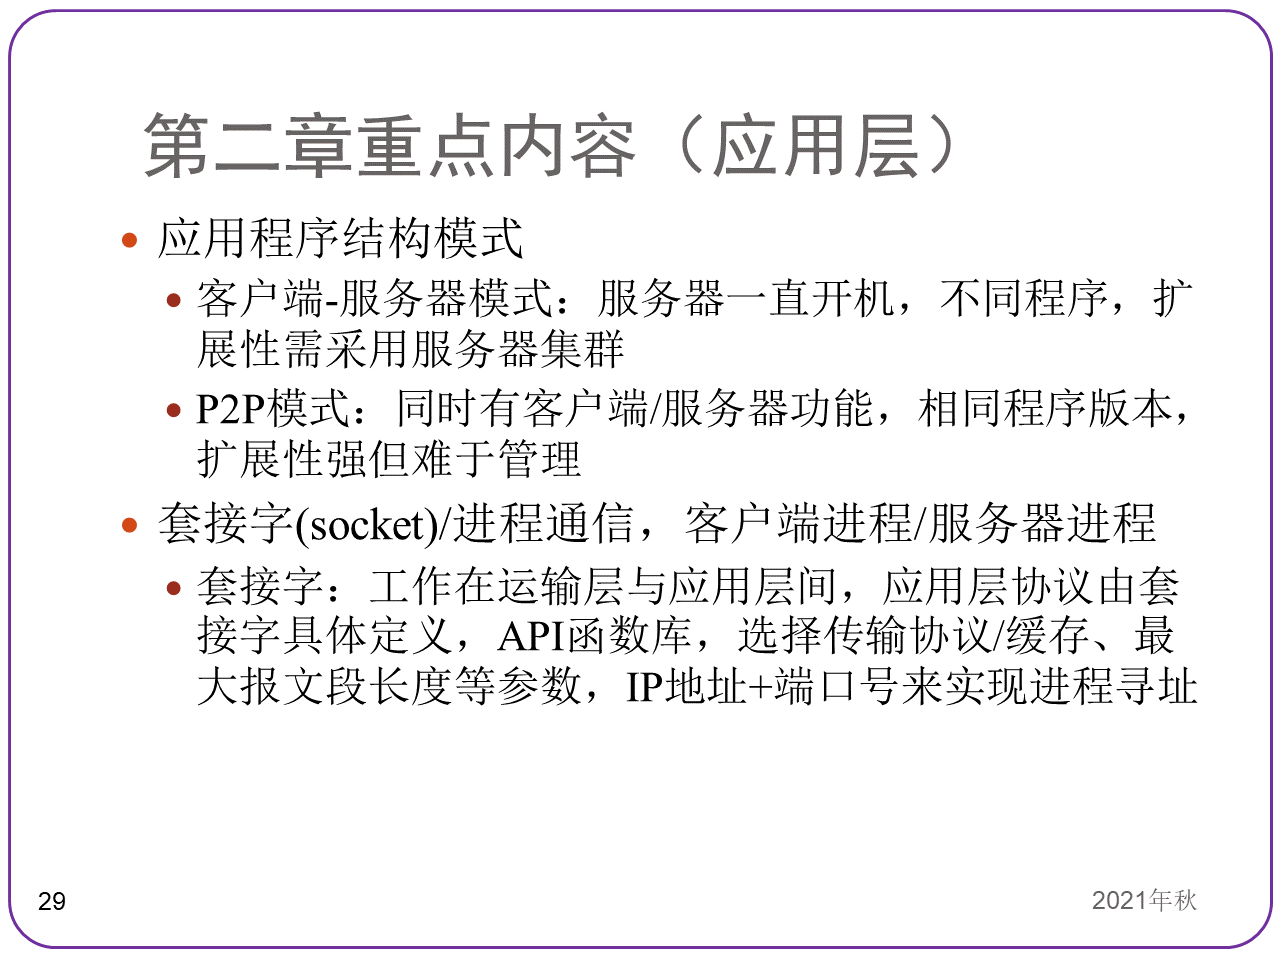 第二章重点内容（应用层）
应用程序结构模式
客户端-服务器模式：服务器一直开机，不同程序，扩
展性需采用服务器集群
P2P模式：同时有客户端/服务器功能，相同程序版本，
扩展性强但难于管理
套接字(socket)/进程通信，客户端进程/服务器进程
套接字：工作在运输层与应用层间，应用层协议由套
接字具体定义，API函数库，选择传输协议/缓存、最
大报文段长度等参数，IP地址+端口号来实现进程寻址
29
2021年秋